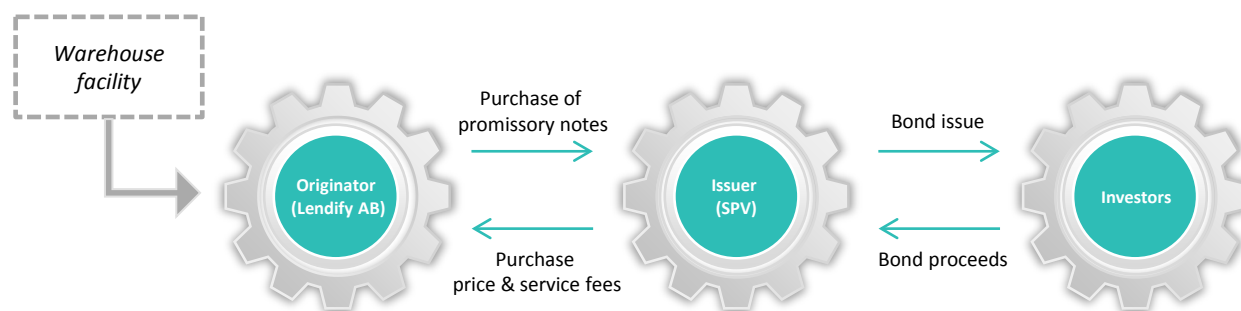 Warehouse
facility
Purchase of
promissory notes
Bond issue
Originator
(Lendify AB)
Issuer
(SPV)
Investors
Purchase
price & service fees
Bond proceeds